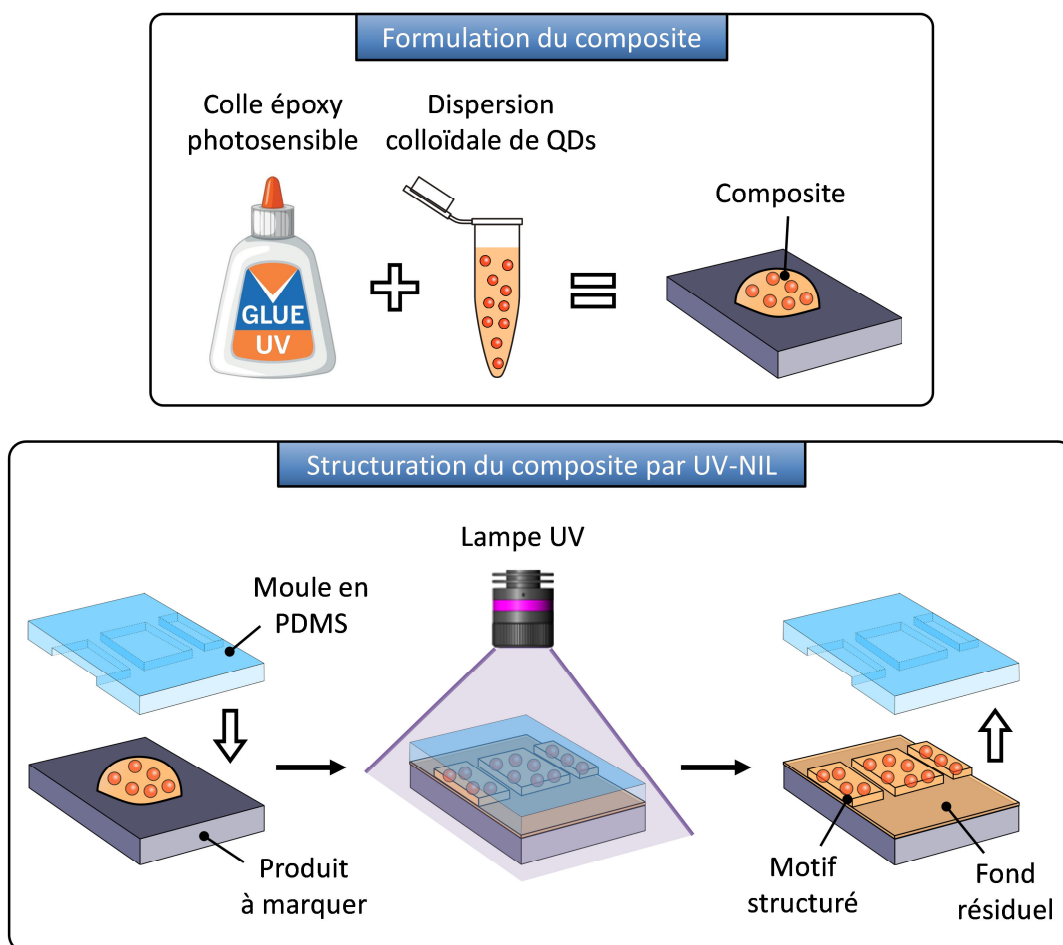 Formulation du composite
Colle époxy
photosensible
Dispersion
colloïdale de QDs
Composite
GLUE
UV
Structuration du composite par UV-NIL
Lampe UV
Moule en
PDMS
Produit
à marquer
Motif
structuré
Fond
résiduel